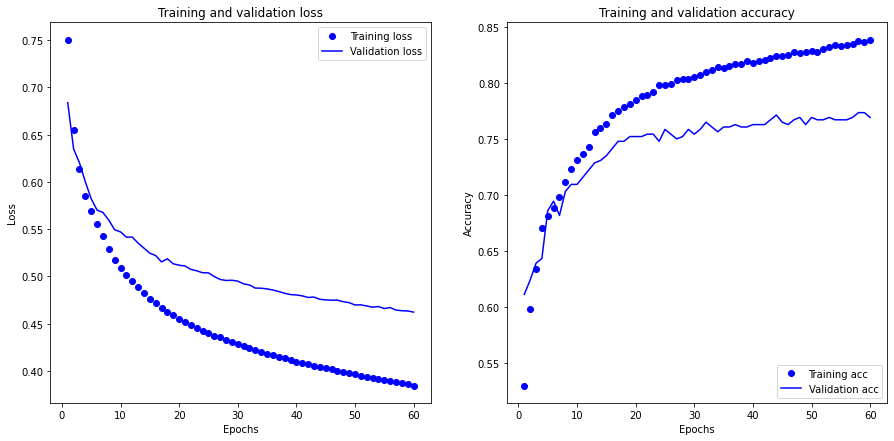 Training and validation loss
Training loss
Validation loss
0.75
0.70
0.65
0.60
0.55
0.50
0.45
0.40
Loss
0 10 20 30 40 50 60
Epochs
Training and validation accuracy
0.85
0.80
0.75
0.70
0.65
0.60
0.55
Accuracy
Training acc
Validation acc
0 10 20 30 40 50 60
Epochs